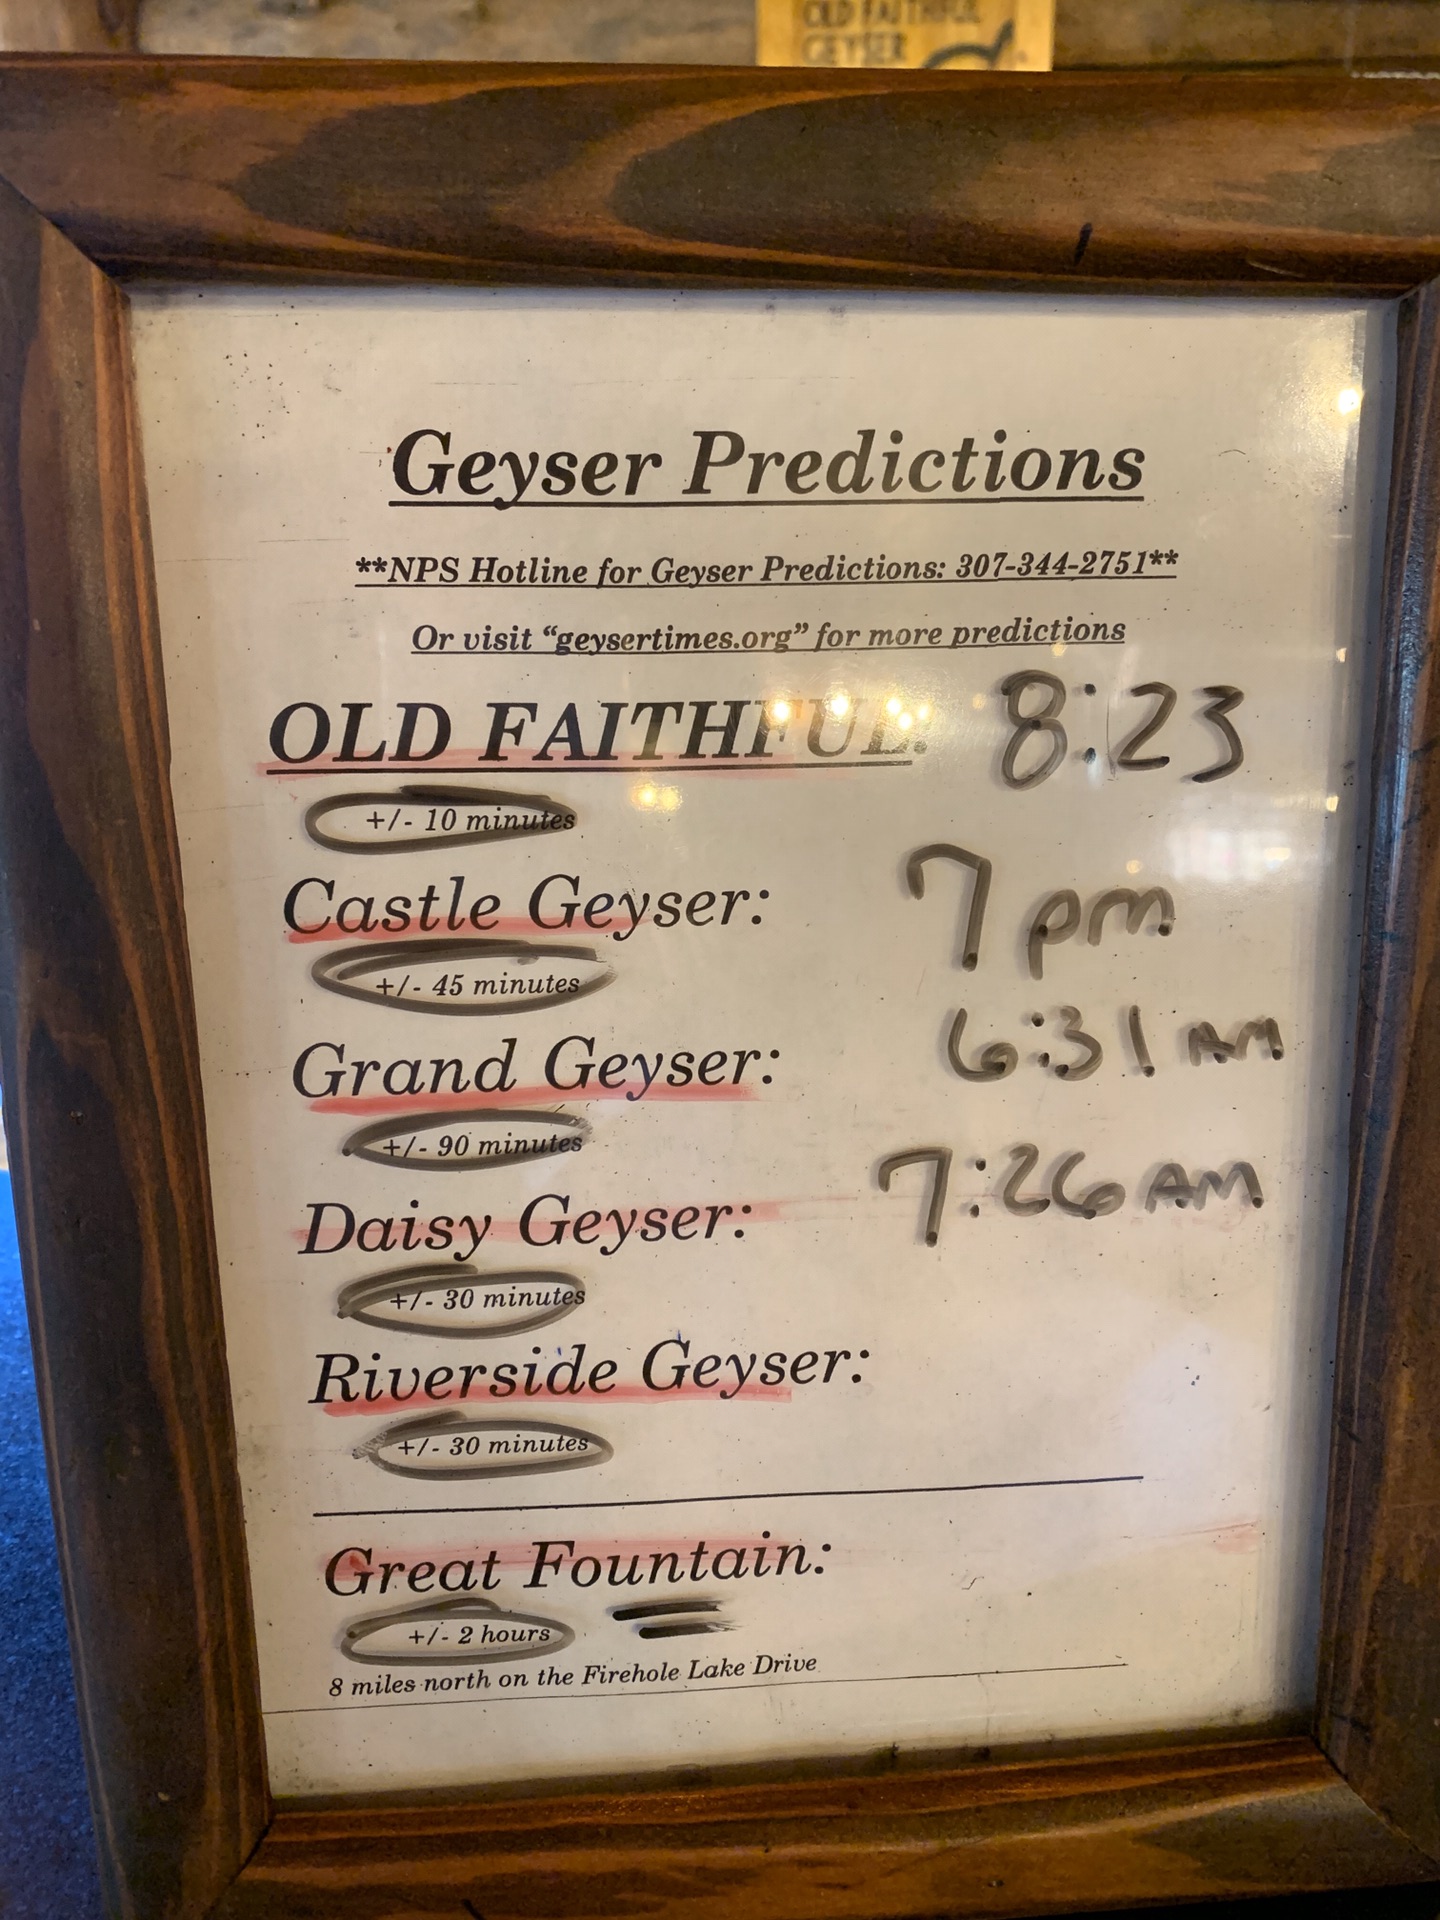 OLD FAITHFUL
GEYSER
Geyser Predictions
**NPS Hotline for Geyser Predictions: 307-344-2751**
Or visit “geysertimes.org” for more predictions
OLD FAITHFUL: 8:23
+/- 10 minutes
Castle Geyser: 7 pm
+/- 45 minutes
Grand Geyser: 6:31 AM
+/- 90 minutes
Daisy Geyser: 7:26 AM
+/- 30 minutes
Riverside Geyser:
+/- 30 minutes
Great Fountain:
+/- 2 hours
8 miles north on the Firehole Lake Drive